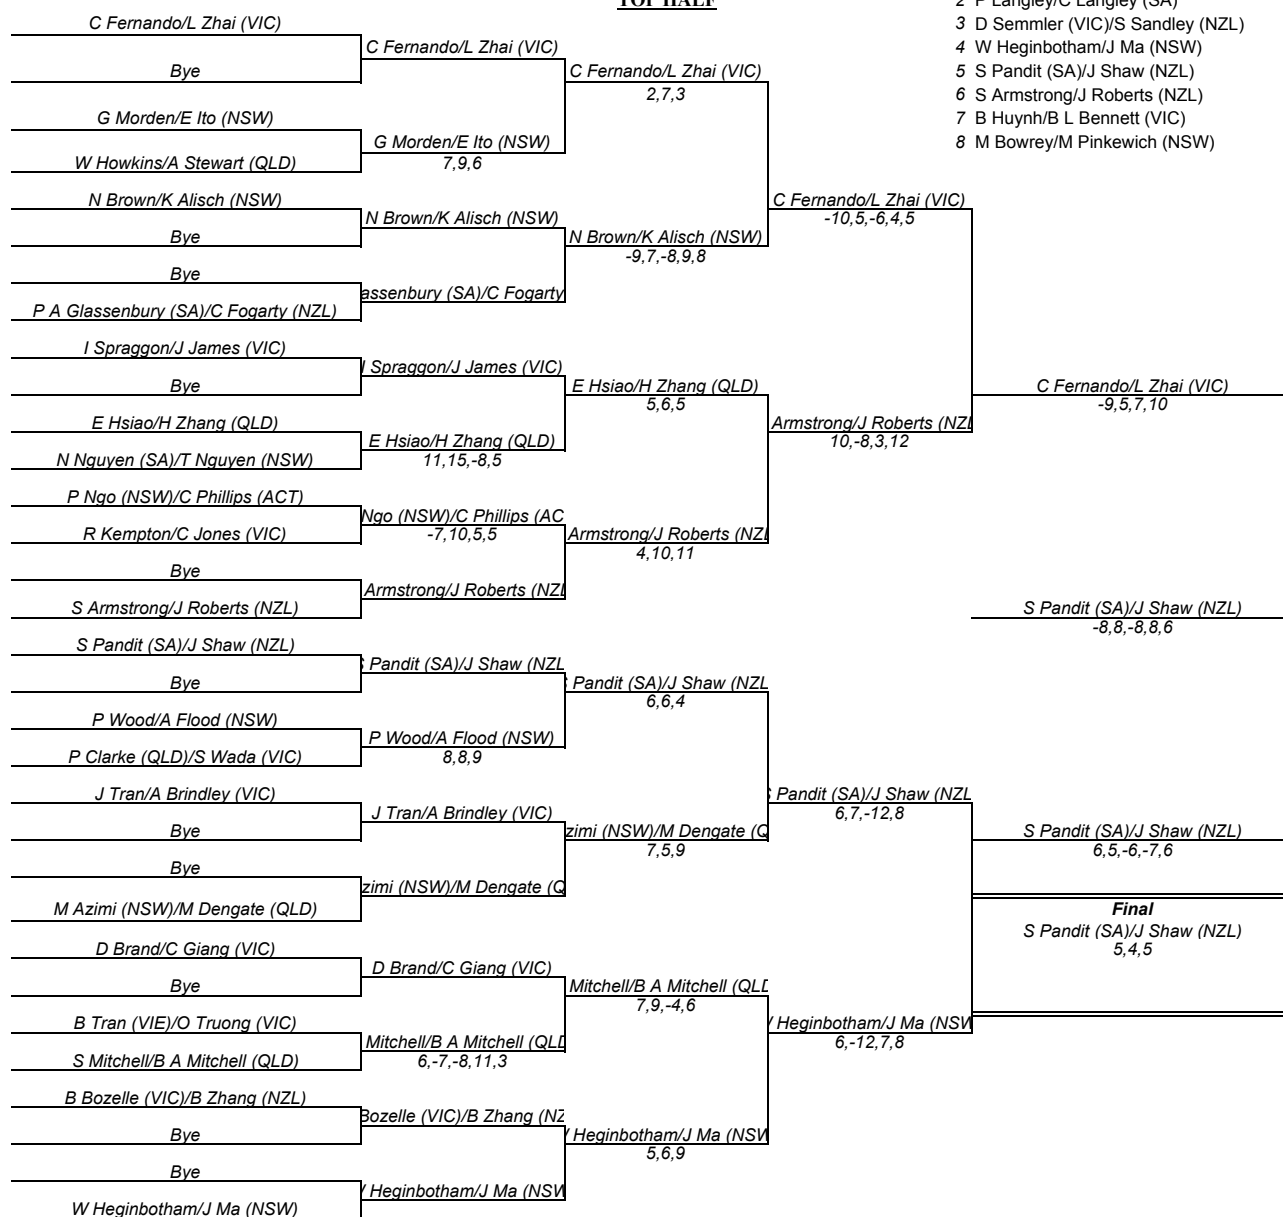 TOP HALF
2 P Langley/C Langley (SA)
3 D Semmler (VIC)/S Sandley (NZL)
4 W Heginbotham/J Ma (NSW)
5 S Pandit (SA)/J Shaw (NZL)
6 S Armstrong/J Roberts (NZL)
7 B Huynh/B L Bennett (VIC)
8 M Bowrey/M Pinkewich (NSW)
C Fernando/L Zhai (VIC)
Bye
G Morden/E Ito (NSW)
W Howkins/A Stewart (QLD)
N Brown/K Alisch (NSW)
Bye
Bye
P A Glassenbury (SA)/C Fogarty (NZL)
I Spraggon/J James (VIC)
Bye
E Hsiao/H Zhang (QLD)
N Nguyen (SA)/T Nguyen (NSW)
P Ngo (NSW)/C Phillips (ACT)
R Kempton/C Jones (VIC)
Bye
S Armstrong/J Roberts (NZL)
S Pandit (SA)/J Shaw (NZL)
Bye
P Wood/A Flood (NSW)
P Clarke (QLD)/S Wada (VIC)
J Tran/A Brindley (VIC)
Bye
Bye
M Azimi (NSW)/M Dengate (QLD)
D Brand/C Giang (VIC)
Bye
B Tran (VIE)/O Truong (VIC)
S Mitchell/B A Mitchell (QLD)
B Bozelle (VIC)/B Zhang (NZL)
Bye
Bye
W Heginbotham/J Ma (NSW)
C Fernando/L Zhai (VIC)
G Morden/E Ito (NSW)
7,9,6
N Brown/K Alisch (NSW)
assenbury (SA)/C Fogarty
I Spraggon/J James (VIC)
E Hsiao/H Zhang (QLD)
11,15,-8,5
Ngo (NSW)/C Phillips (AC
-7,10,5,5
Armstrong/J Roberts (NZL
S Pandit (SA)/J Shaw (NZL
P Wood/A Flood (NSW)
8,8,9
J Tran/A Brindley (VIC)
zimi (NSW)/M Dengate (Q
D Brand/C Giang (VIC)
Mitchell/B A Mitchell (QLD
6,-7,-8,11,3
Bozelle (VIC)/B Zhang (NZ
Heginbotham/J Ma (NSW
C Fernando/L Zhai (VIC)
2,7,3
N Brown/K Alisch (NSW)
-9,7,-8,9,8
E Hsiao/H Zhang (QLD)
5,6,5
Armstrong/J Roberts (NZL
4,10,11
S Pandit (SA)/J Shaw (NZL
6,6,4
zimi (NSW)/M Dengate (Q
7,5,9
Mitchell/B A Mitchell (QLD
7,9,-4,6
Heginbotham/J Ma (NSW
5,6,9
C Fernando/L Zhai (VIC)
-10,5,-6,4,5
Armstrong/J Roberts (NZL
10,-8,3,12
S Pandit (SA)/J Shaw (NZL
6,7,-12,8
Heginbotham/J Ma (NSW
6,-12,7,8
C Fernando/L Zhai (VIC)
-9,5,7,10
S Pandit (SA)/J Shaw (NZL)
-8,8,-8,8,6
S Pandit (SA)/J Shaw (NZL)
6,5,-6,-7,6
Final
S Pandit (SA)/J Shaw (NZL)
5,4,5